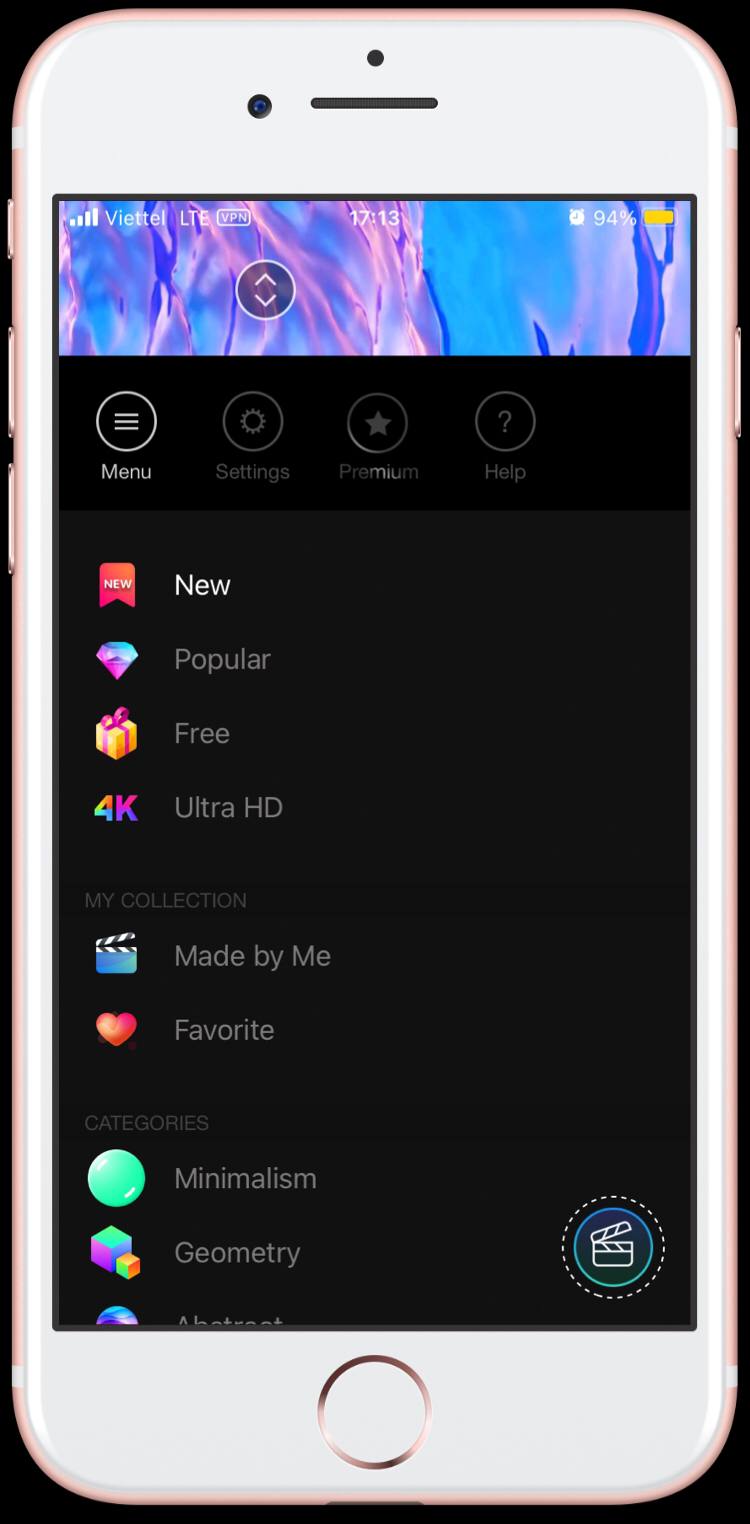 Viettel LTE VPN 17:13 94%
Menu Settings Premium Help
NEW New
Popular
Free
4K Ultra HD
MY COLLECTION
Made by Me
Favorite
CATEGORIES
Minimalism
Geometry
Abstract